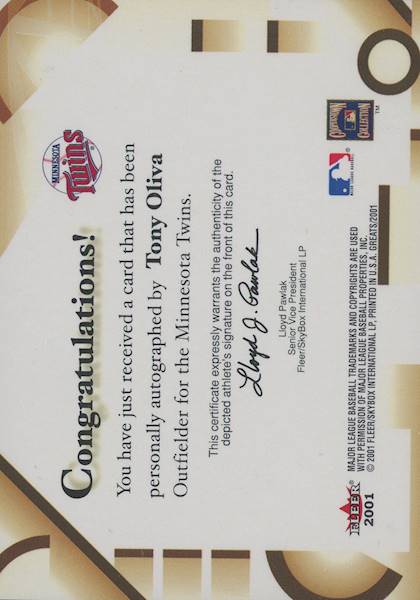 Congratulations!
MINNESOTA
Twins
You have just received a card that has been
personally autographed by Tony Oliva
Outfielder for the Minnesota Twins.
This certificate expressly warrants the authenticity of the
depicted athlete's signature on the front of this card.
Lloyd J. Pawlak
Lloyd Pawlak
Senior Vice President
Fleer/SkyBox International LP
FLEER®
2001
MAJOR LEAGUE BASEBALL TRADEMARKS AND COPYRIGHTS ARE USED
WITH PERMISSION OF MAJOR LEAGUE BASEBALL PROPERTIES, INC.
© 2001 FLEER/SKYBOX INTERNATIONAL LP, PRINTED IN U.S.A. GREATS/2001
COOPERSTOWN
COLLECTION
TM